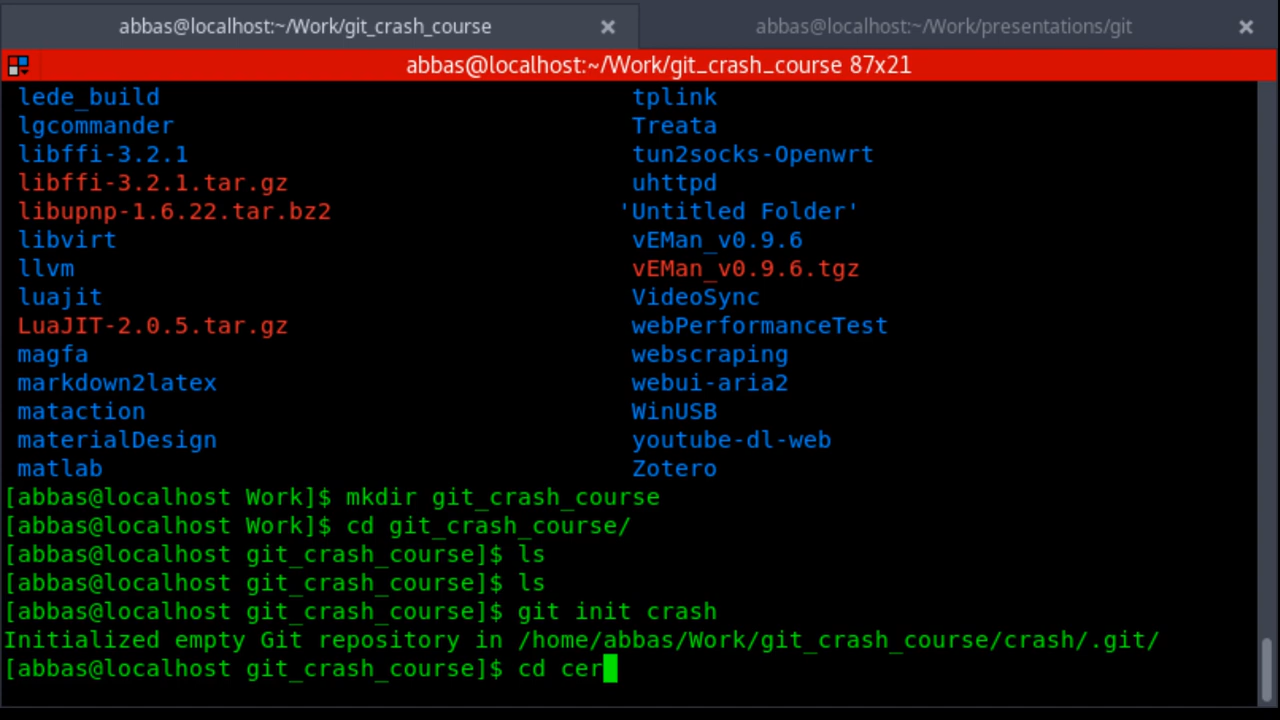 abbas@localhost:~/Work/git_crash_course
abbas@localhost:~/Work/presentations/git
abbas@localhost:~/Work/git_crash_course 87x21
lede_build tplink
lgcommander Treata
libffi-3.2.1 tun2socks-Openwrt
libffi-3.2.1.tar.gz uhttpd
libupnp-1.6.22.tar.bz2 'Untitled Folder'
libvirt vEMan_v0.9.6
llvm vEMan_v0.9.6.tgz
luajit VideoSync
LuaJIT-2.0.5.tar.gz webPerformanceTest
magfa webscraping
markdown2latex webui-aria2
mataction WinUSB
materialDesign youtube-dl-web
matlab Zotero
[abbas@localhost Work]$ mkdir git_crash_course
[abbas@localhost Work]$ cd git_crash_course/
[abbas@localhost git_crash_course]$ ls
[abbas@localhost git_crash_course]$ ls
[abbas@localhost git_crash_course]$ git init crash
Initialized empty Git repository in /home/abbas/Work/git_crash_course/crash/.git/
[abbas@localhost git_crash_course]$ cd cer